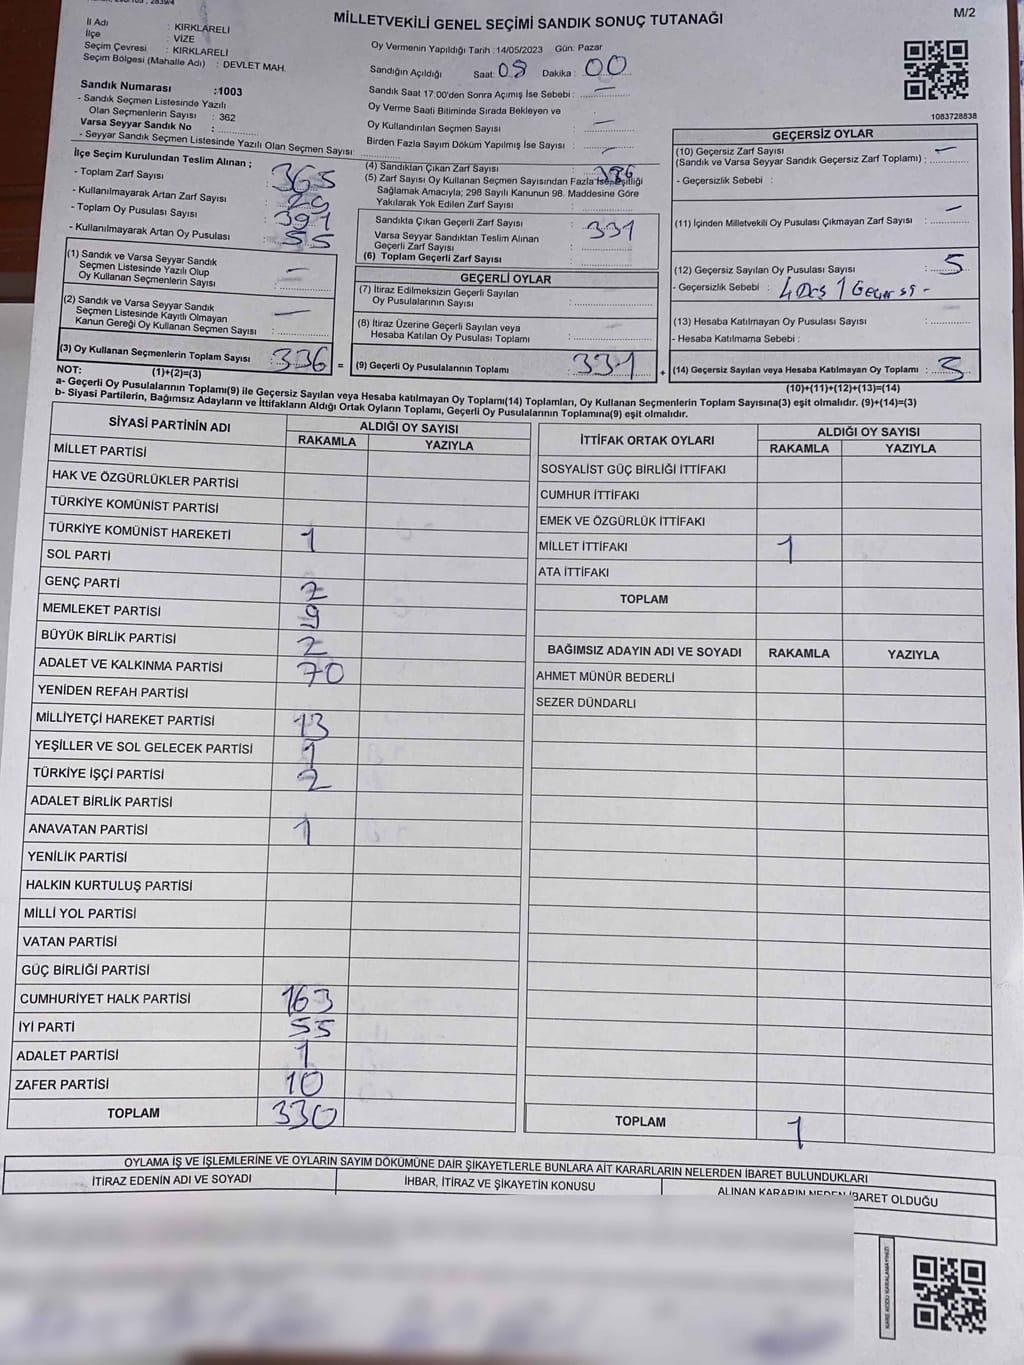 MİLLETVEKİLİ GENEL SEÇİMİ SANDIK SONUÇ TUTANAĞI
M/2
İl Adı : KIRKLARELİ
İlçe : VİZE
Seçim Çevresi : KIRKLARELİ
Seçim Bölgesi (Mahalle Adı) : DEVLET MAH.
Sandık Numarası :1003
- Sandık Seçmen Listesinde Yazılı
Olan Seçmenlerin Sayısı : 362
Varsa Seyyar Sandık No :
- Seyyar Sandık Seçmen Listesinde Yazılı Olan Seçmen Sayısı:
Oy Vermenin Yapıldığı Tarih :14/05/2023 Gün: Pazar
Sandığın Açıldığı Saat: 08 Dakika : 00
Sandık Saat 17:00'den Sonra Açımış İse Sebebi : —
Oy Verme Saati Bitiminde Sırada Bekleyen ve
Oy Kullandırılan Seçmen Sayısı : —
Birden Fazla Sayım Döküm Yapılmış İse Sayısı : —
1083728838
İlçe Seçim Kurulundan Teslim Alınan ;
- Toplam Zarf Sayısı : 365
- Kullanılmayarak Artan Zarf Sayısı : 29
- Toplam Oy Pusulası Sayısı : 391
- Kullanılmayarak Artan Oy Pusulası : 55
(1) Sandık ve Varsa Seyyar Sandık
Seçmen Listesinde Yazılı Olup
Oy Kullanan Seçmenlerin Sayısı : —
(2) Sandık ve Varsa Seyyar Sandık
Seçmen Listesinde Kayıtlı Olmayan
Kanun Gereği Oy Kullanan Seçmen Sayısı : —
(3) Oy Kullanan Seçmenlerin Toplam Sayısı : 336 =
(4) Sandıktan Çıkan Zarf Sayısı : 336
(5) Zarf Sayısı Oy Kullanan Seçmen Sayısından Fazla İse, Eşitliği
Sağlamak Amacıyla; 298 Sayılı Kanunun 98. Maddesine Göre
Yakılarak Yok Edilen Zarf Sayısı :
Sandıkta Çıkan Geçerli Zarf Sayısı : 331
Varsa Seyyar Sandıktan Teslim Alınan
Geçerli Zarf Sayısı :
(6) Toplam Geçerli Zarf Sayısı :
GEÇERLİ OYLAR
(7) İtiraz Edilmeksizin Geçerli Sayılan
Oy Pusulalarının Sayısı :
(8) İtiraz Üzerine Geçerli Sayılan veya
Hesaba Katılan Oy Pusulası Toplamı :
(9) Geçerli Oy Pusulalarının Toplamı : 331 +
GEÇERSİZ OYLAR
(10) Geçersiz Zarf Sayısı
(Sandık ve Varsa Seyyar Sandık Geçersiz Zarf Toplamı) : —
- Geçersizlik Sebebi :
(11) İçinden Milletvekili Oy Pusulası Çıkmayan Zarf Sayısı : —
(12) Geçersiz Sayılan Oy Pusulası Sayısı : 5
- Geçersizlik Sebebi : 4 Boş 1 Geçersi -
(13) Hesaba Katılmayan Oy Pusulası Sayısı :
- Hesaba Katılmama Sebebi :
(14) Geçersiz Sayılan veya Hesaba Katılmayan Oy Toplamı : 5
NOT: (1)+(2)=(3)
(10)+(11)+(12)+(13)=(14)
a- Geçerli Oy Pusulalarının Toplamı(9) ile Geçersiz Sayılan veya Hesaba katılmayan Oy Toplamı(14) Toplamları, Oy Kullanan Seçmenlerin Toplam Sayısına(3) eşit olmalıdır. (9)+(14)=(3)
b- Siyasi Partilerin, Bağımsız Adayların ve İttifakların Aldığı Ortak Oyların Toplamı, Geçerli Oy Pusulalarının Toplamına(9) eşit olmalıdır.
SİYASİ PARTİNİN ADI ALDIĞI OY SAYISI
RAKAMLA YAZIYLA
MİLLET PARTİSİ
HAK VE ÖZGÜRLÜKLER PARTİSİ
TÜRKİYE KOMÜNİST PARTİSİ
TÜRKİYE KOMÜNİST HAREKETİ 1
SOL PARTİ
GENÇ PARTİ 2
MEMLEKET PARTİSİ 9
BÜYÜK BİRLİK PARTİSİ 2
ADALET VE KALKINMA PARTİSİ 70
YENİDEN REFAH PARTİSİ
MİLLİYETÇİ HAREKET PARTİSİ 13
YEŞİLLER VE SOL GELECEK PARTİSİ 1
TÜRKİYE İŞÇİ PARTİSİ 2
ADALET BİRLİK PARTİSİ
ANAVATAN PARTİSİ 1
YENİLİK PARTİSİ
HALKIN KURTULUŞ PARTİSİ
MİLLİ YOL PARTİSİ
VATAN PARTİSİ
GÜÇ BİRLİĞİ PARTİSİ
CUMHURİYET HALK PARTİSİ 163
İYİ PARTİ 55
ADALET PARTİSİ 1
ZAFER PARTİSİ 10
TOPLAM 330
İTTİFAK ORTAK OYLARI ALDIĞI OY SAYISI
RAKAMLA YAZIYLA
SOSYALİST GÜÇ BİRLİĞİ İTTİFAKI
CUMHUR İTTİFAKI
EMEK VE ÖZGÜRLÜK İTTİFAKI
MİLLET İTTİFAKI 1
ATA İTTİFAKI
TOPLAM
BAĞIMSIZ ADAYIN ADI VE SOYADI RAKAMLA YAZIYLA
AHMET MÜNÜR BEDERLİ
SEZER DÜNDARLI
TOPLAM 1
OYLAMA İŞ VE İŞLEMLERİNE VE OYLARIN SAYIM DÖKÜMÜNE DAİR ŞİKAYETLERLE BUNLARA AİT KARARLARIN NELERDEN İBARET BULUNDUKLARI
İTİRAZ EDENİN ADI VE SOYADI
İHBAR, İTİRAZ VE ŞİKAYETİN KONUSU
ALINAN KARARIN NEDEN İBARET OLDUĞU
KARE KODU KARALAMAYINIZ!